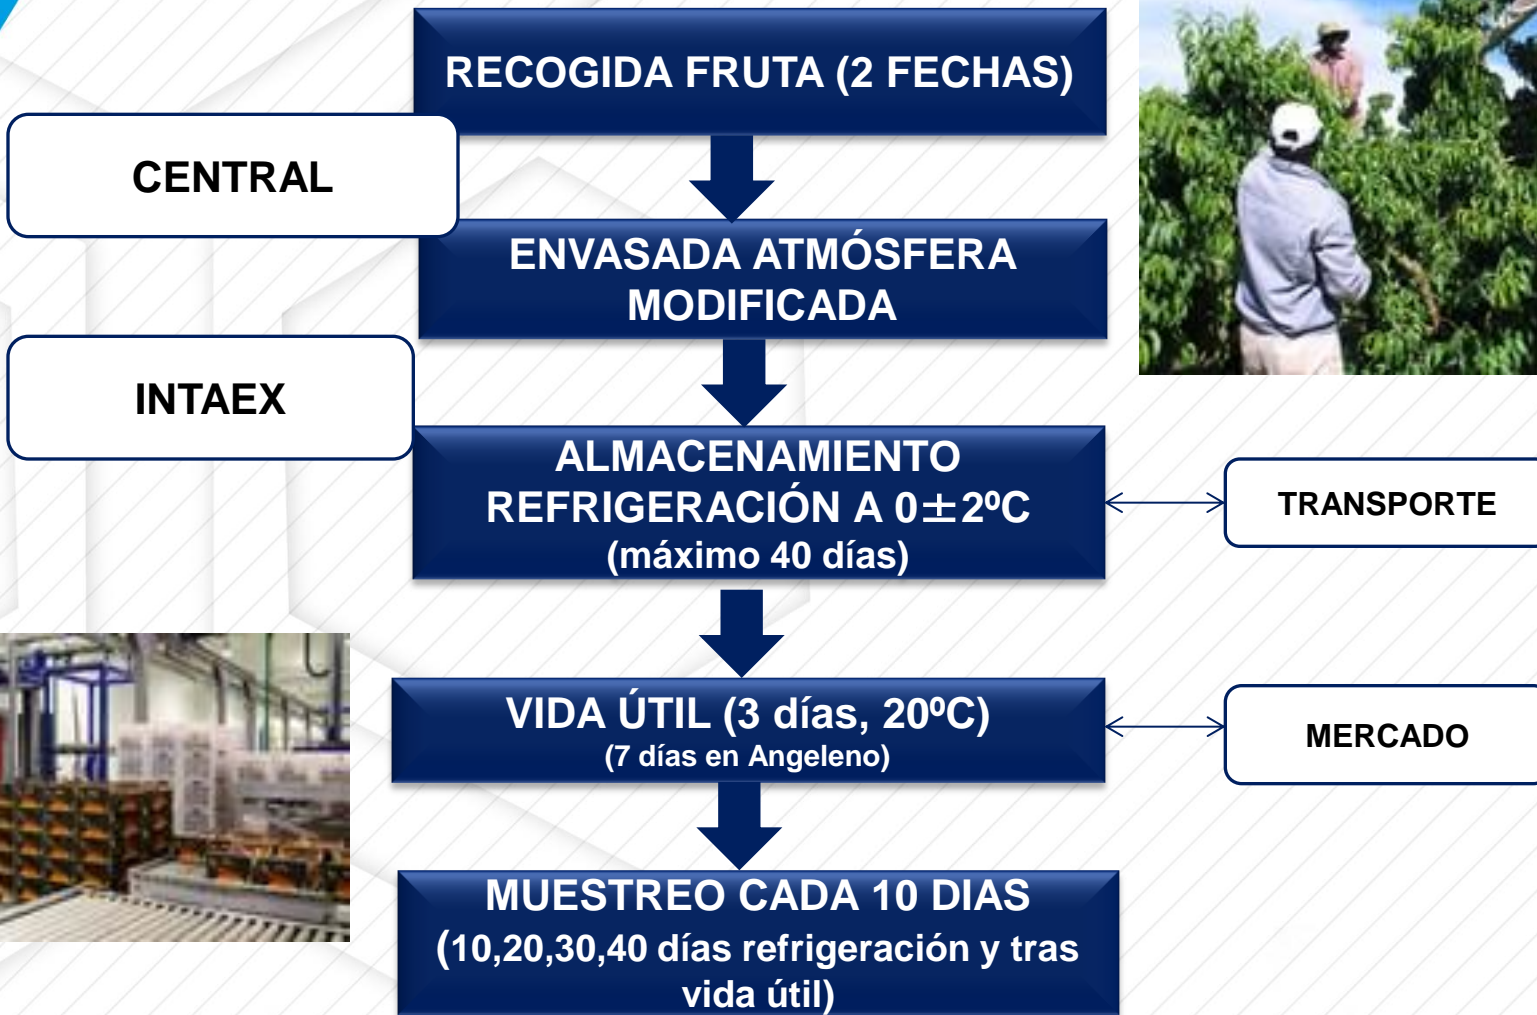 RECOGIDA FRUTA (2 FECHAS)
CENTRAL
ENVASADA ATMÓSFERA
MODIFICADA
INTAEX
ALMACENAMIENTO
REFRIGERACIÓN A 0±2ºC
(máximo 40 días)
TRANSPORTE
VIDA ÚTIL (3 días, 20ºC)
(7 días en Angeleno)
MERCADO
MUESTREO CADA 10 DIAS
(10,20,30,40 días refrigeración y tras
vida útil)